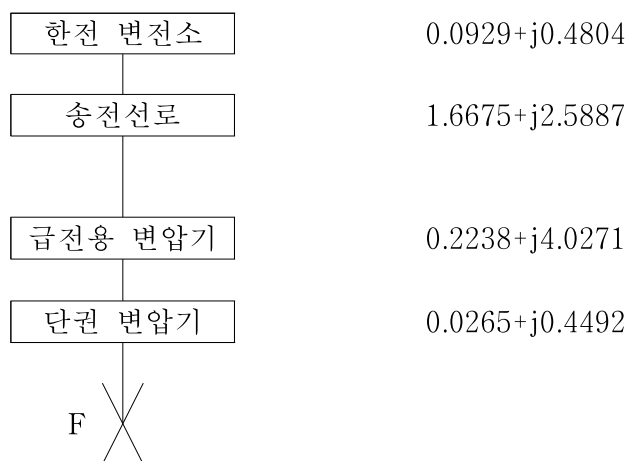 한전 변전소 0.0929+j0.4804
송전선로 1.6675+j2.5887
급전용 변압기 0.2238+j4.0271
단권 변압기 0.0265+j0.4492
F